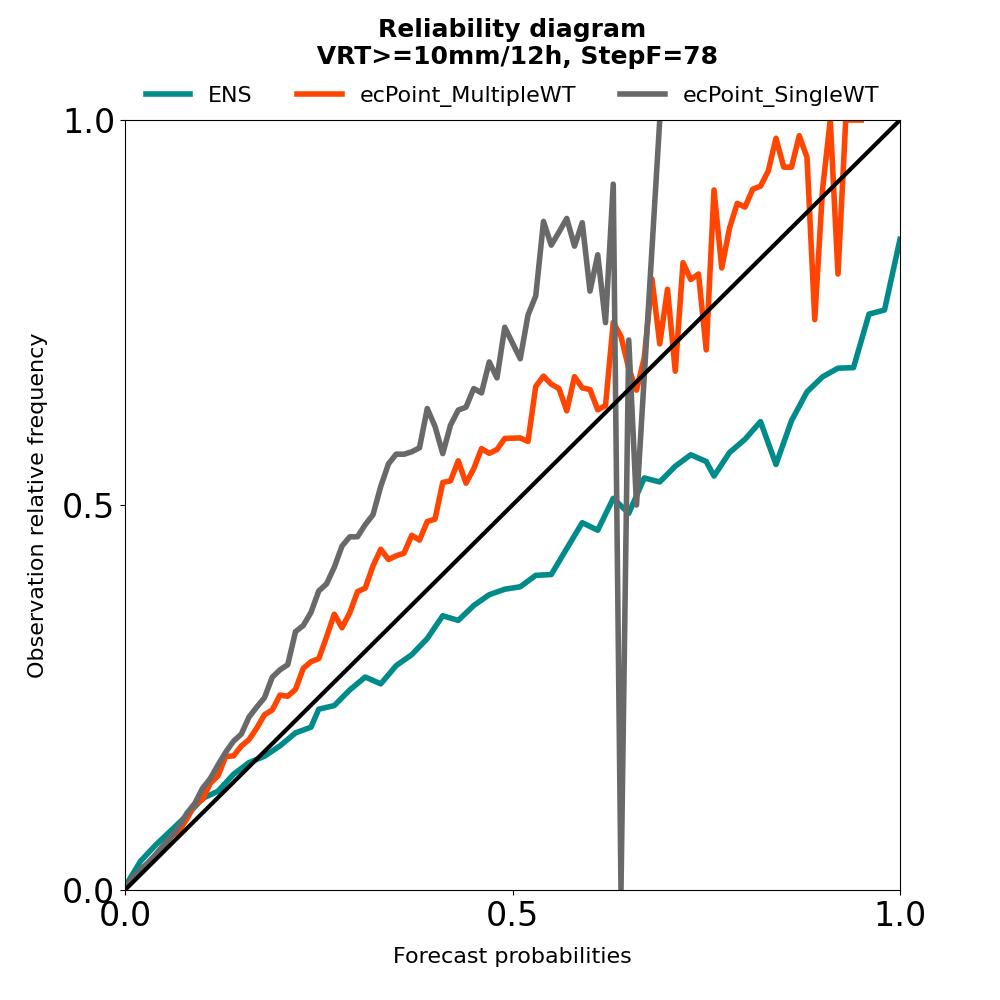 Reliability diagram
VRT>=10mm/12h, StepF=78
ENS ecPoint_MultipleWT ecPoint_SingleWT
1.0
0.5
0.0
0.0 0.5 1.0
Observation relative frequency
Forecast probabilities